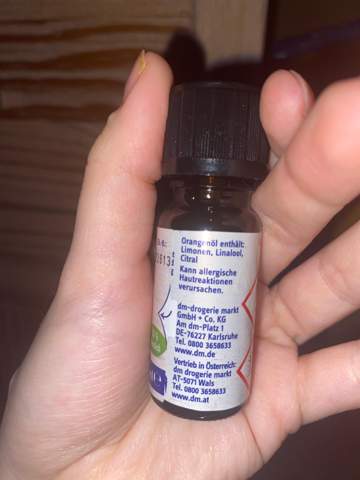 Orangenöl enthält:
Limonen, Linalool,
Citral
Kann allergische
Hautreaktionen
verursachen.
dm-drogerie markt
GmbH + Co. KG
Am dm-Platz 1
DE-76227 Karlsruhe
Tel. 0800 3658633
www.dm.de
Vertrieb in Österreich:
dm drogerie markt
AT-5071 Wals
Tel. 0800 3658633
www.dm.at